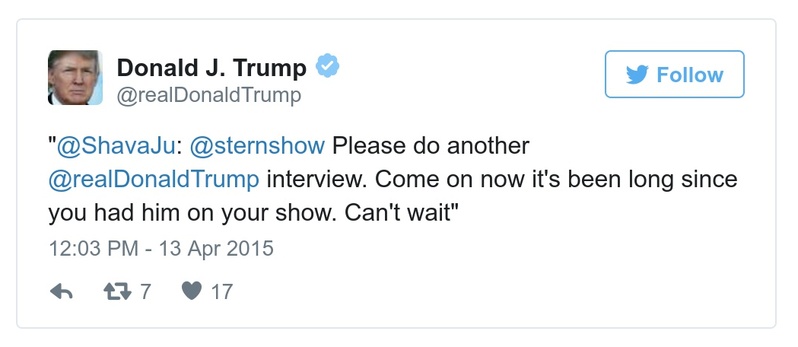 Donald J. Trump
@realDonaldTrump
Follow
"@ShavaJu: @sternshow Please do another
@realDonaldTrump interview. Come on now it's been long since
you had him on your show. Can't wait"
12:03 PM - 13 Apr 2015
7 17